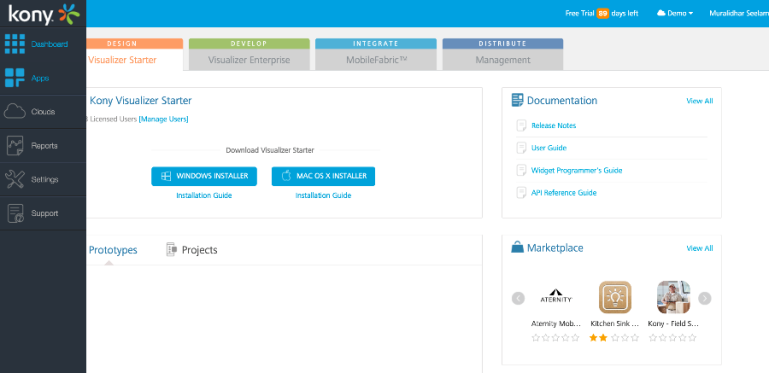 kony
Free Trial 89 days left
Demo
Muralidhar Seelam
Dashboard
Apps
Clouds
Reports
Settings
Support
DESIGN
Visualizer Starter
DEVELOP
Visualizer Enterprise
INTEGRATE
MobileFabric™
DISTRIBUTE
Management
Kony Visualizer Starter
Licensed Users [Manage Users]
Download Visualizer Starter
WINDOWS INSTALLER
MAC OS X INSTALLER
Installation Guide
Installation Guide
Documentation
View All
Release Notes
User Guide
Widget Programmer's Guide
API Reference Guide
Prototypes
Projects
Marketplace
View All
ATERNITY
Aternity Mob...
Kitchen Sink ...
Kony - Field S...